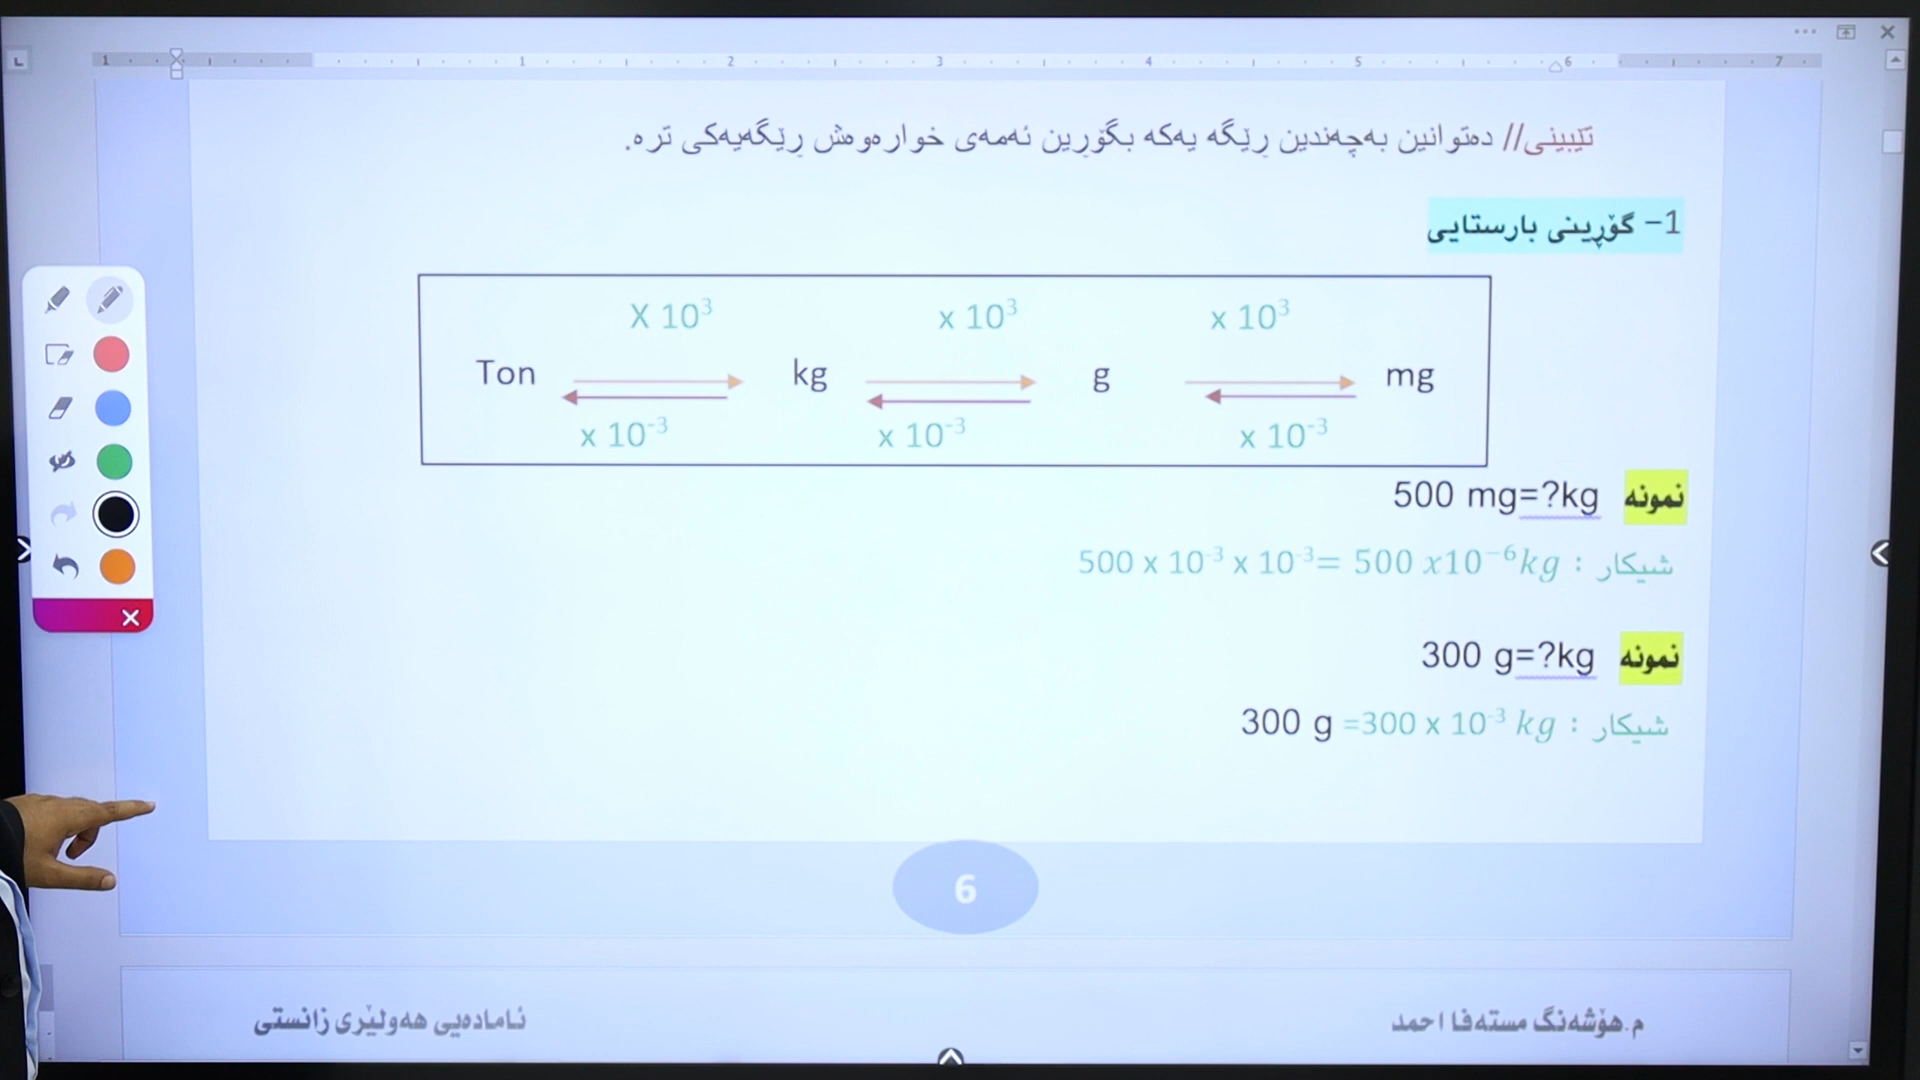 تێبینی// دەتوانین بەچەندین ڕێگە یەکە بگۆڕین ئەمەی خوارەوەش ڕێگەیەکی ترە.
1- گۆڕینی بارستایی
X 10³ x 10³ x 10³
Ton kg g mg
x 10⁻³ x 10⁻³ x 10⁻³
نمونە 500 mg=?kg
شیکار : 500 x 10⁻³ x 10⁻³= 500 x10⁻⁶kg
نمونە 300 g=?kg
شیکار : 300 g =300 x 10⁻³ kg
6
م.هۆشەنگ مستەفا احمد ئامادەیی هەولێری زانستی